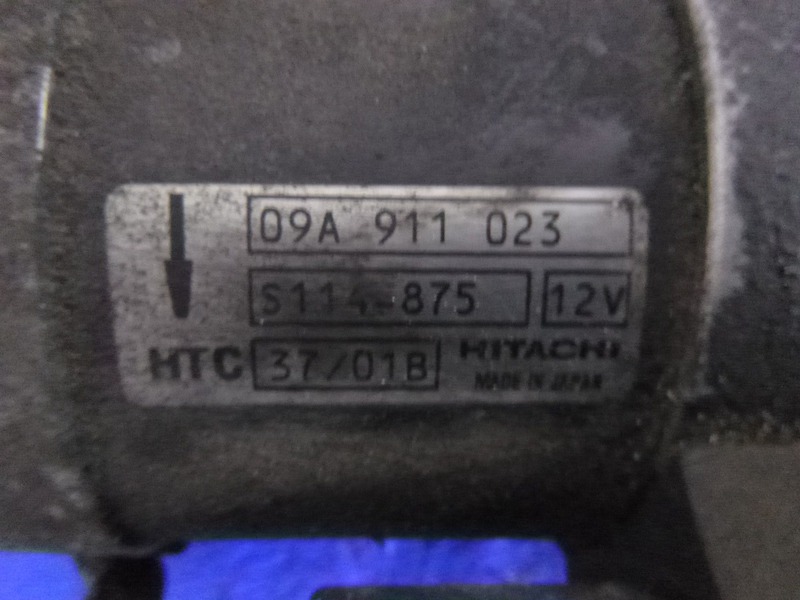 09A 911 023
S114-875 12V
HTC 37/01B HITACHI
MADE IN JAPAN